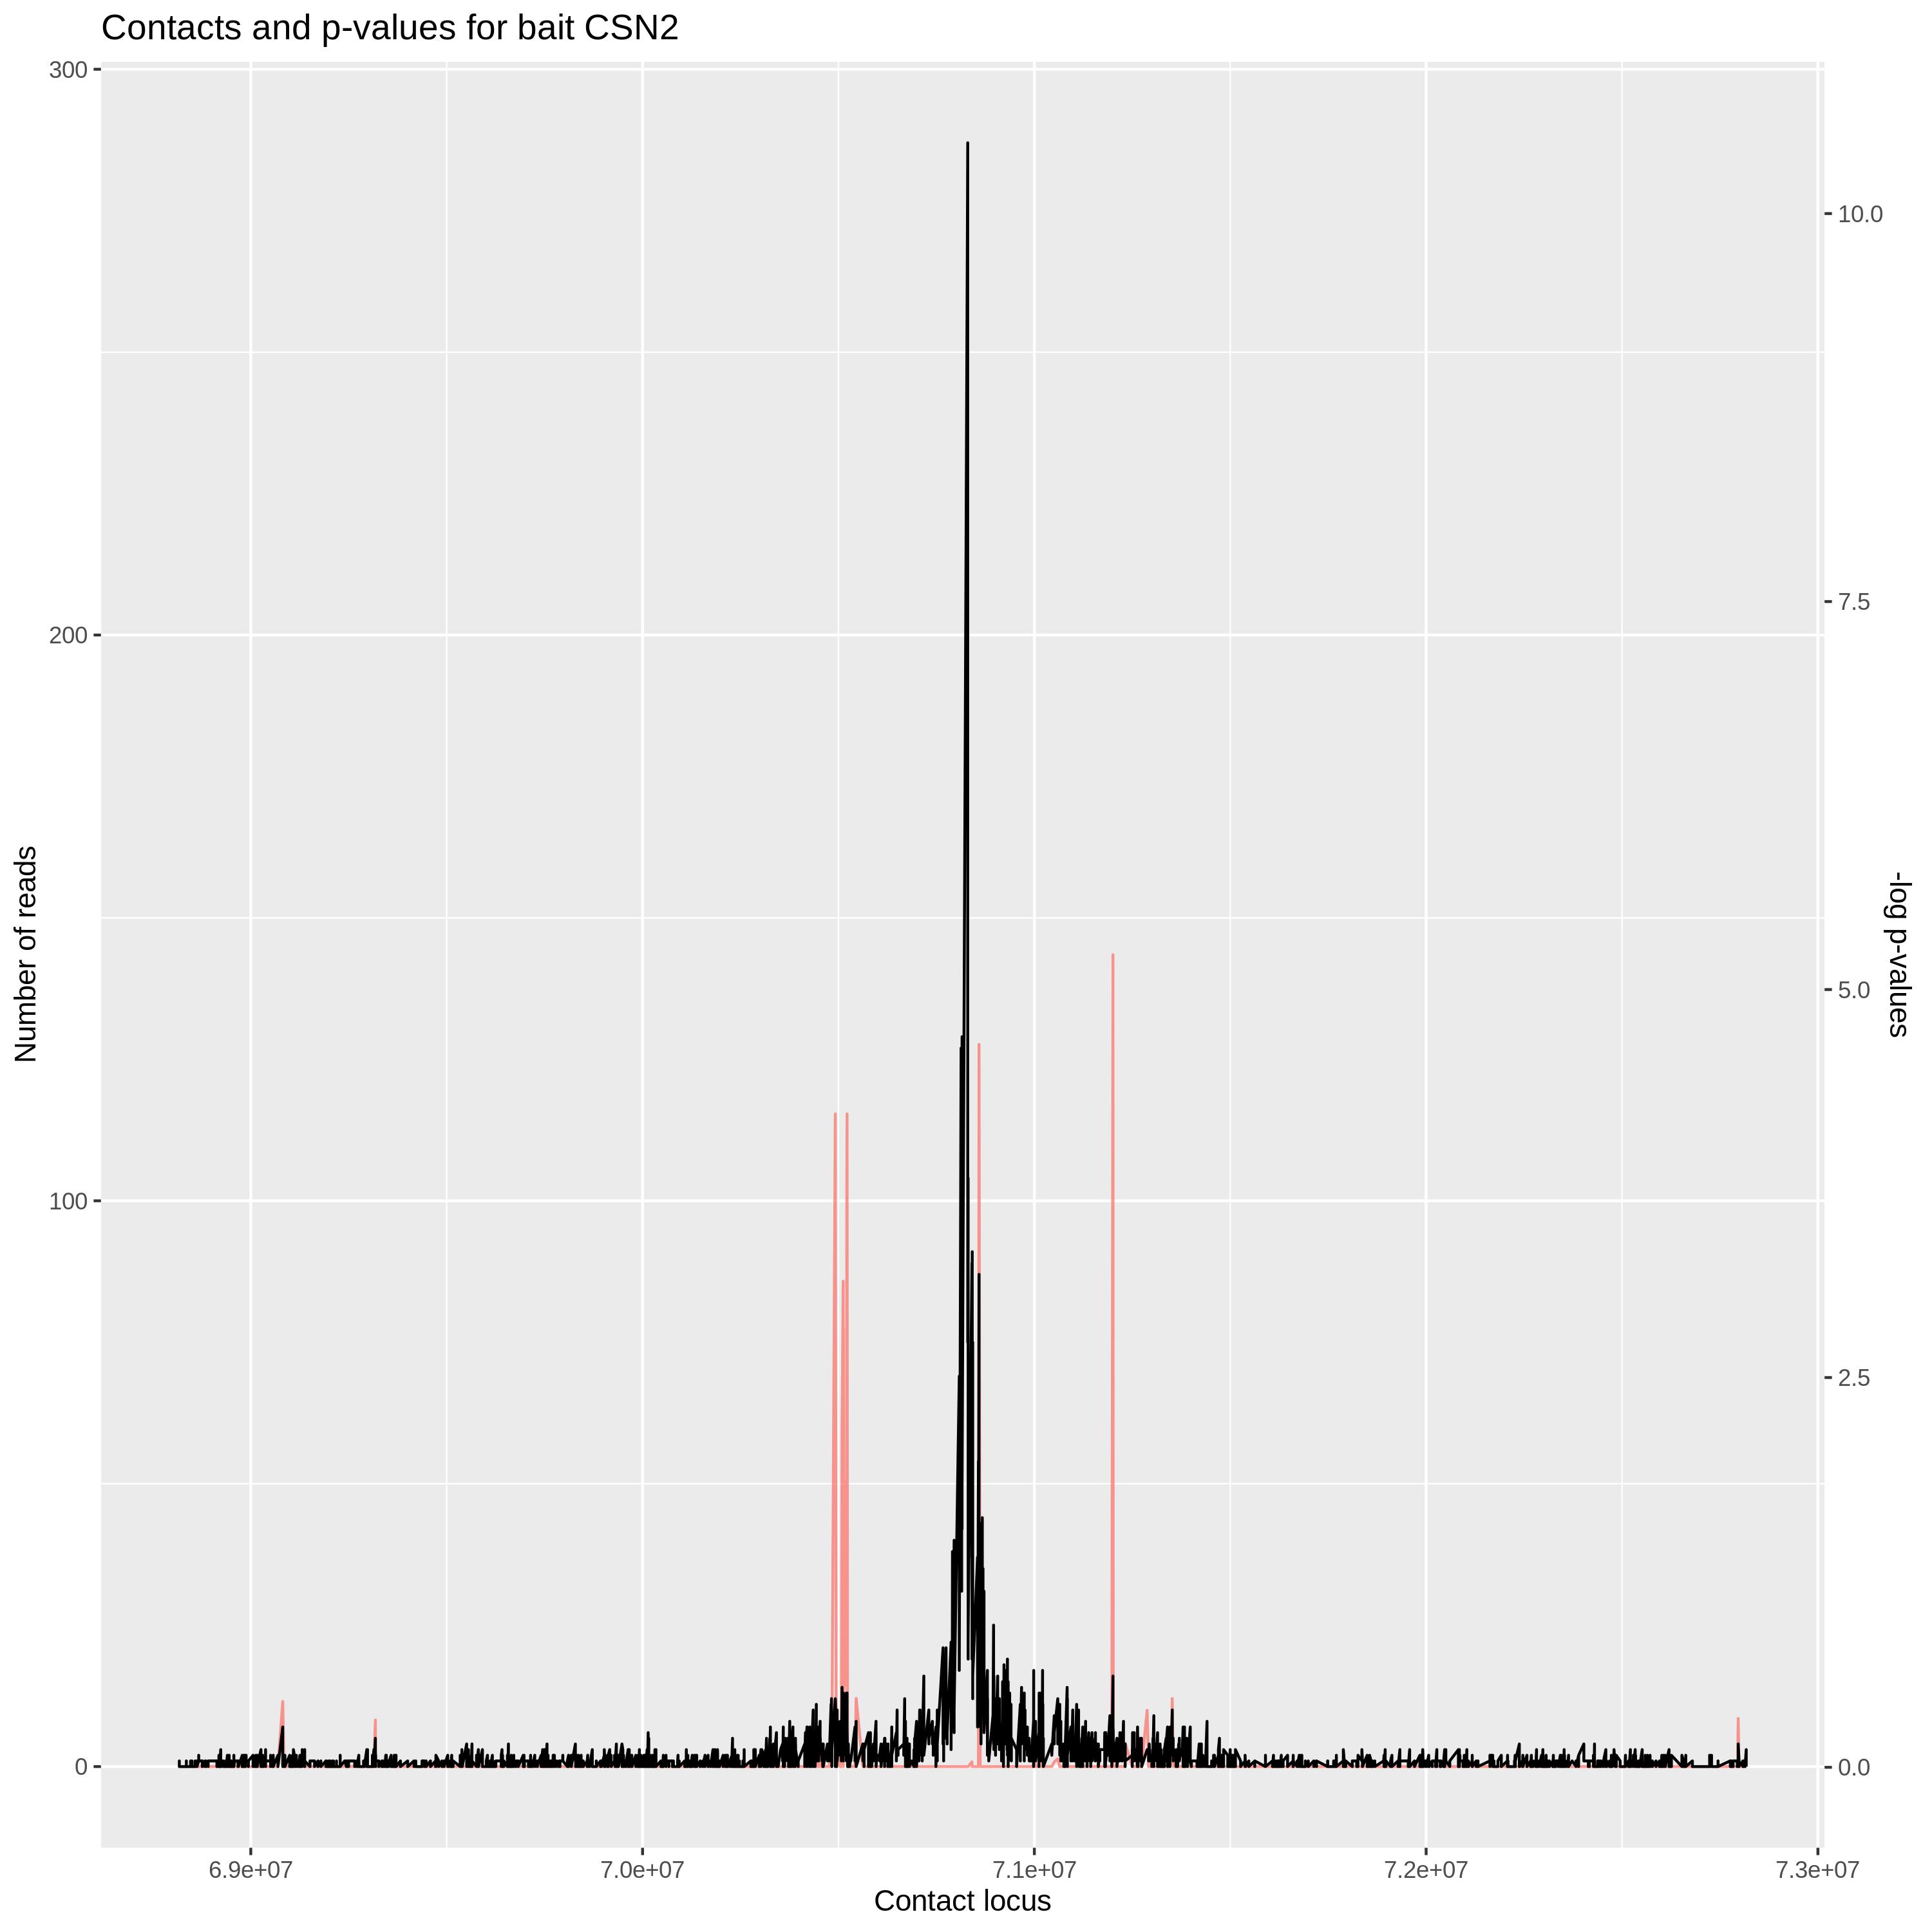 Contacts and p-values for bait CSN2
300
200
100
0
Number of reads
10.0
7.5
5.0
2.5
0.0
-log p-values
6.9e+07
7.0e+07
7.1e+07
7.2e+07
7.3e+07
Contact locus